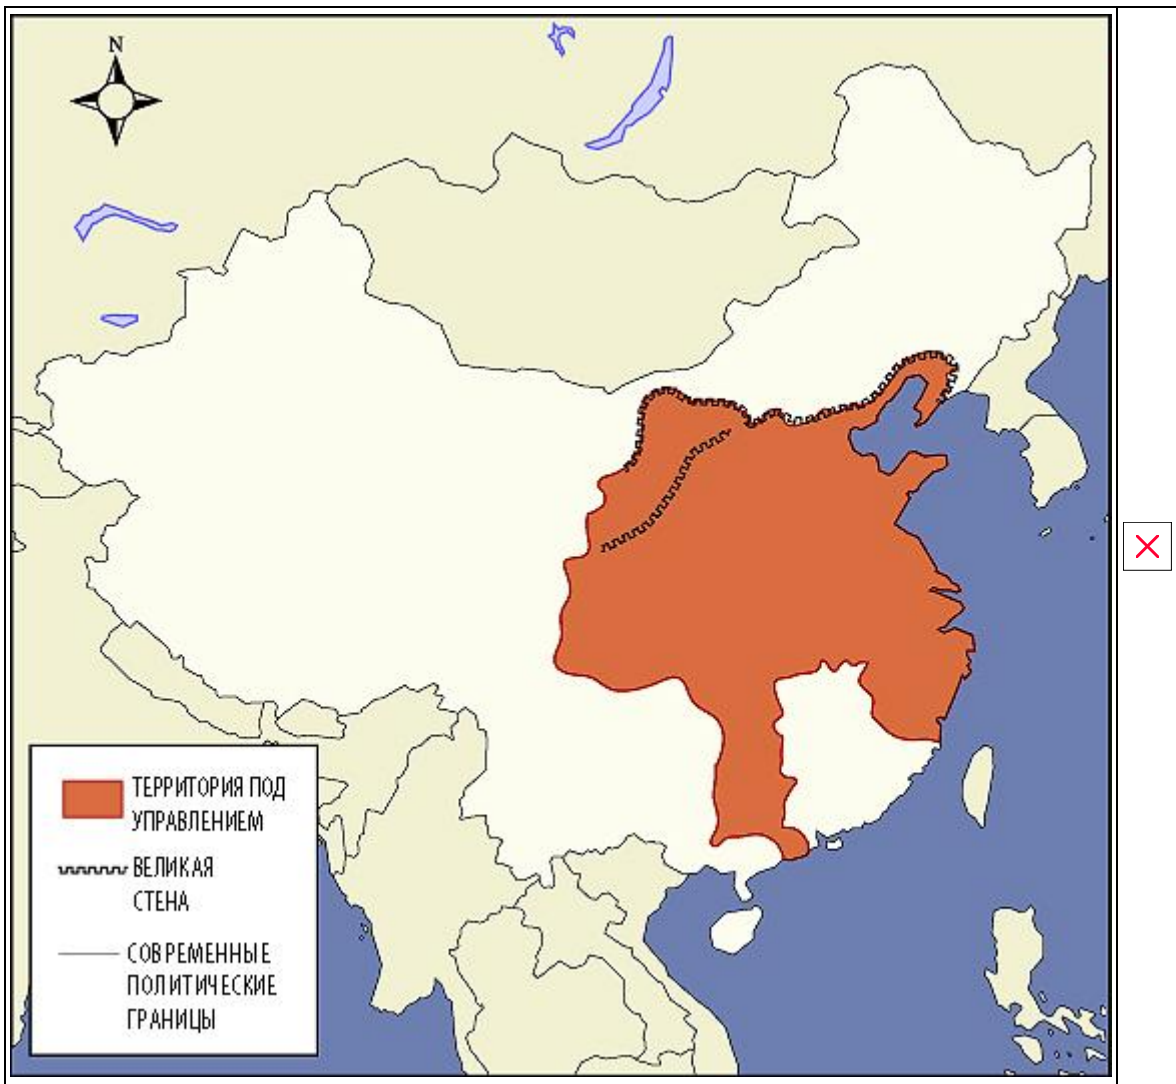 N
ТЕРРИТОРИЯ ПОД
УПРАВЛЕНИЕМ
ВЕЛИКАЯ
СТЕНА
СОВРЕМЕННЫЕ
ПОЛИТИЧЕСКИЕ
ГРАНИЦЫ